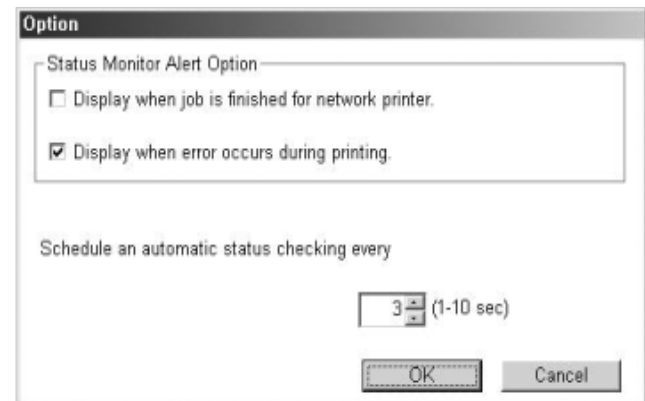 Option
Status Monitor Alert Option
Display when job is finished for network printer.
Display when error occurs during printing.
Schedule an automatic status checking every
3 (1-10 sec)
OK Cancel